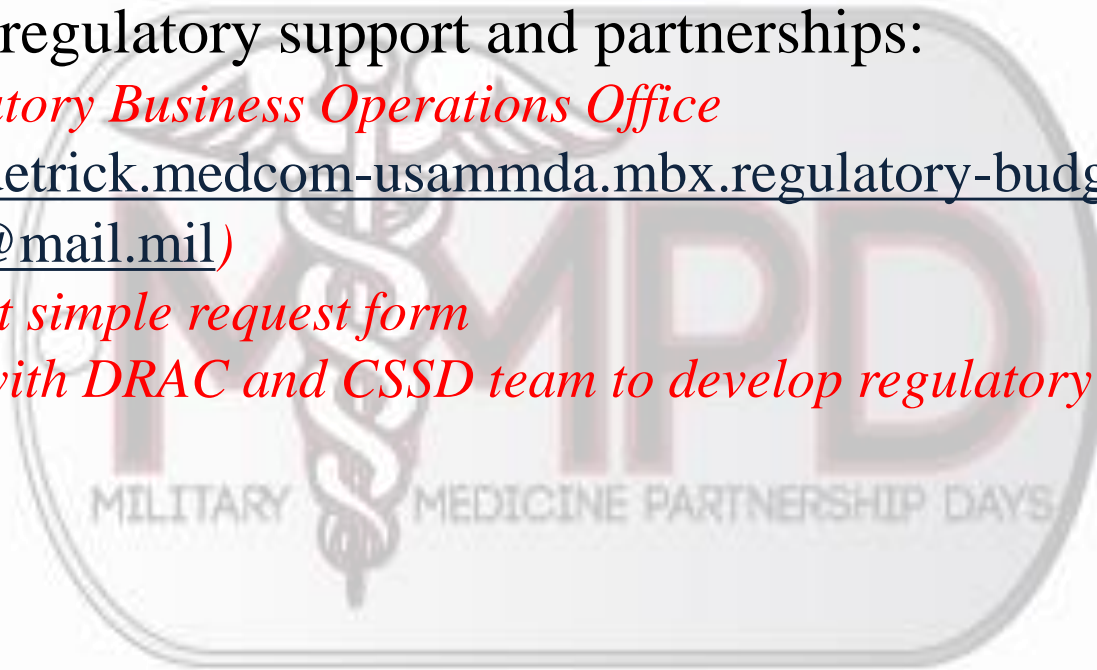 regulatory support and partnerships:
atory Business Operations Office
etrick.medcom-usammda.mbx.regulatory-budg
@mail.mil)
t simple request form
with DRAC and CSSD team to develop regulatory
MMPD
MILITARY MEDICINE PARTNERSHIP DAYS